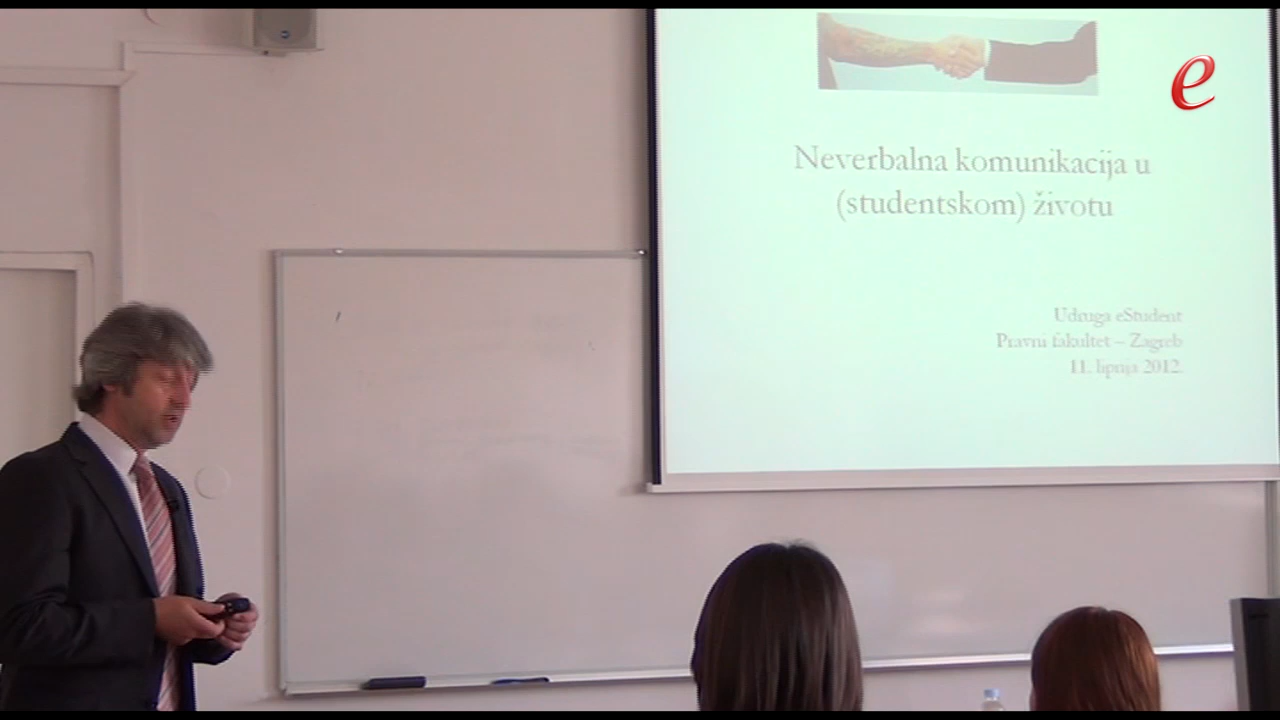 e
Neverbalna komunikacija u
(studentskom) životu
Udruga eStudent
Pravni fakultet – Zagreb
11. lipnja 2012.